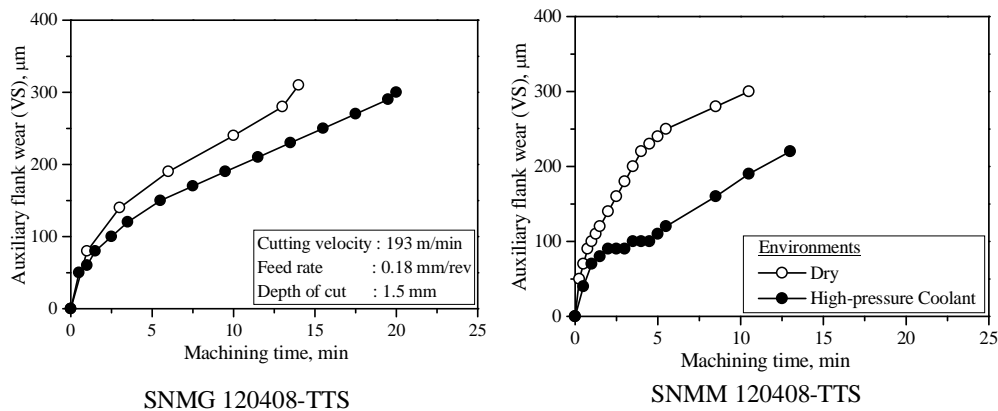 400
300
200
100
0
Auxiliary flank wear (VS), μm
Cutting velocity : 193 m/min
Feed rate : 0.18 mm/rev
Depth of cut : 1.5 mm
0 5 10 15 20 25
Machining time, min
SNMG 120408-TTS
400
300
200
100
0
Auxiliary flank wear (VS), μm
Environments
Dry
High-pressure Coolant
0 5 10 15 20 25
Machining time, min
SNMM 120408-TTS